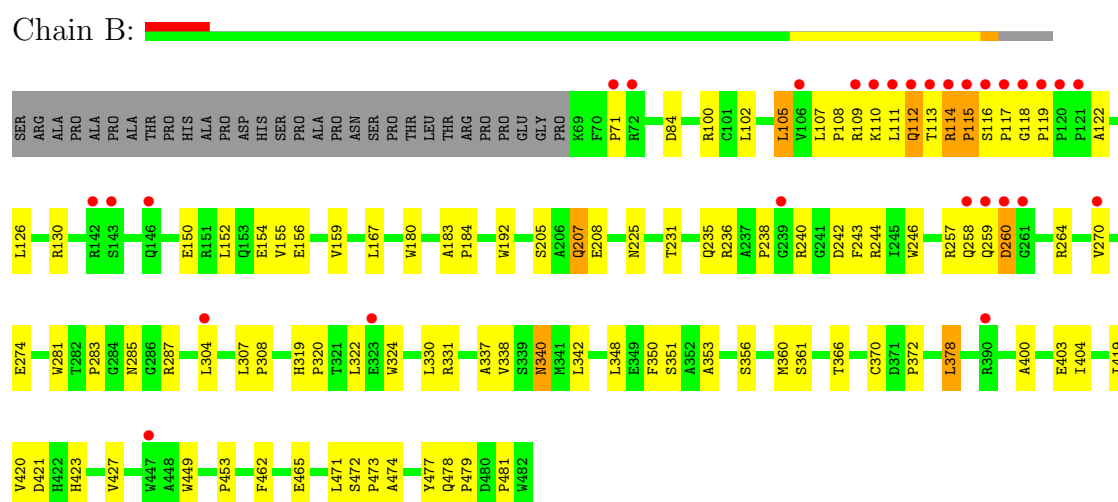 Chain B:
SER ARG ALA PRO ALA PRO ALA THR PRO HIS ALA PRO ASP HIS SER PRO ALA PRO ASN SER PRO THR LEU THR ARG PRO PRO GLU GLY PRO K69 F70 P71 R72 D84 R100 C101 L102 L105 V106 L107 P108 R109 K110 L111 Q112 T113 R114 P115 S116 P117 G118 P119 P120 P121 A122
L126 R130 R142 S143 Q146 E150 R151 L152 Q153 E154 V155 E156 V159 L167 W180 A183 P184 W192 S205 A206 Q207 E208 N225 T231 Q235 R236 A237 P238 G239 R240 G241 D242 F243 R244 I245 W246 R257 Q258 Q259 D260 G261 R264 V270
E274 W281 T282 P283 G284 N285 G286 R287 L304 L307 P308 H319 P320 T321 L322 E323 W324 L330 R331 A337 V338 S339 N340 M341 L342 L348 E349 F350 S351 A352 A353 S356 M360 S361 T366 C370 D371 P372 L378 R390 A400 E403 I404
V420 D421 H422 H423 V427 W447 A448 W449 P453 F462 E465 L471 S472 P473 A474 Y477 Q478 P479 D480 P481 W482